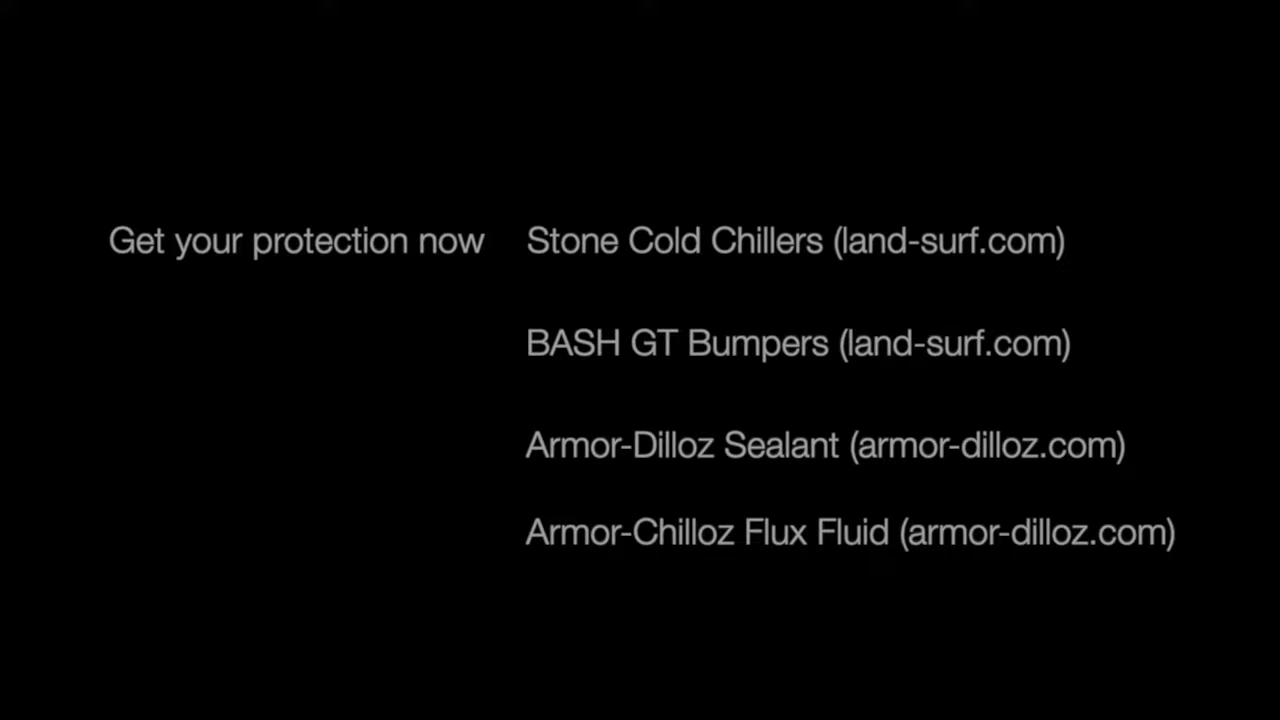 Get your protection now Stone Cold Chillers (land-surf.com)
BASH GT Bumpers (land-surf.com)
Armor-Dilloz Sealant (armor-dilloz.com)
Armor-Chilloz Flux Fluid (armor-dilloz.com)